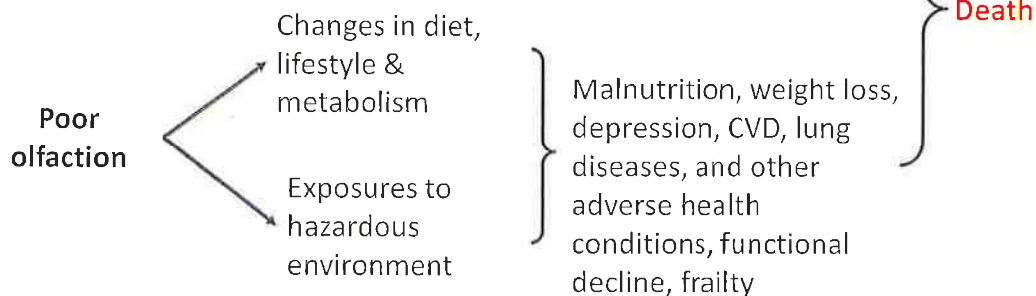 Death
Changes in diet,
lifestyle &
metabolism
Poor
olfaction
Malnutrition, weight loss,
depression, CVD, lung
diseases, and other
adverse health
conditions, functional
decline, frailty
Exposures to
hazardous
environment